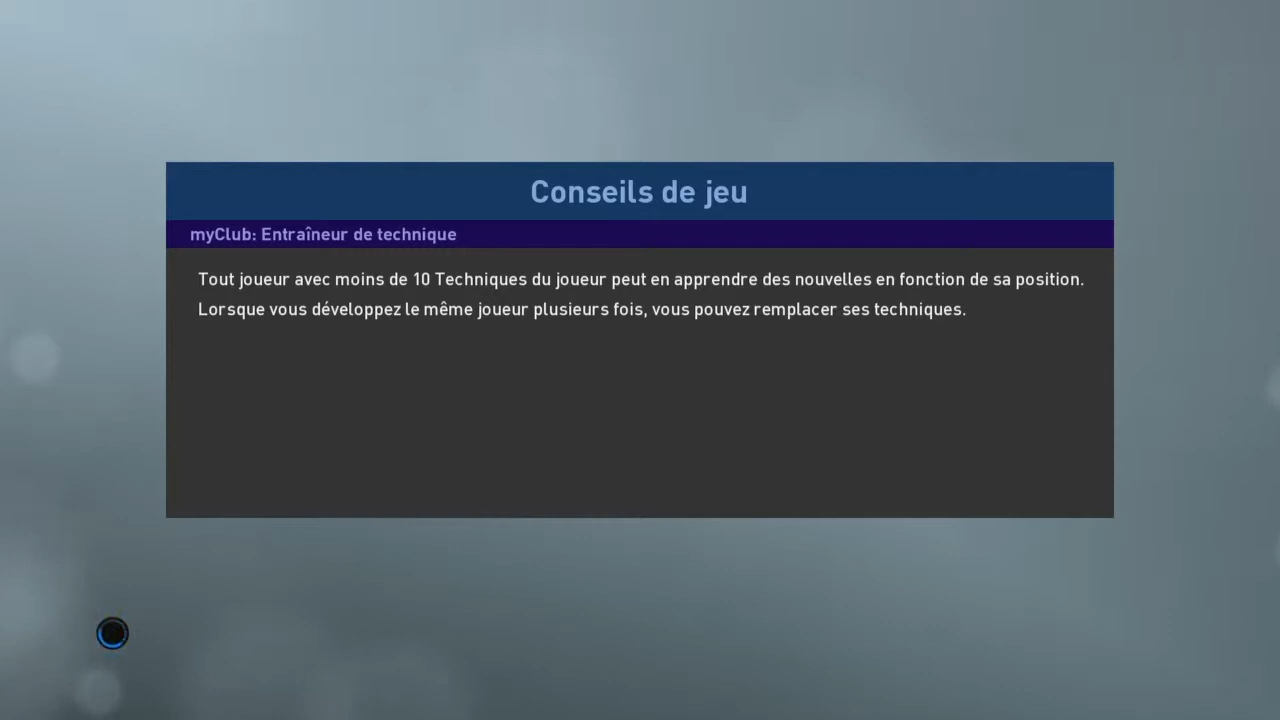 Conseils de jeu
myClub: Entraîneur de technique
Tout joueur avec moins de 10 Techniques du joueur peut en apprendre des nouvelles en fonction de sa position.
Lorsque vous développez le même joueur plusieurs fois, vous pouvez remplacer ses techniques.